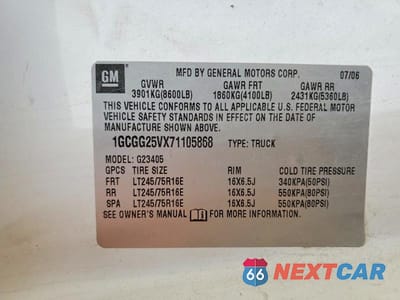 GM
MFD BY GENERAL MOTORS CORP. 07/06
GVWR GAWR FRT GAWR RR
3901KG(8600LB) 1860KG(4100LB) 2431KG(5360LB)
THIS VEHICLE CONFORMS TO ALL APPLICABLE U.S. FEDERAL MOTOR
VEHICLE SAFETY STANDARDS IN EFFECT ON THE DATE OF
MANUFACTURE SHOWN ABOVE.
1GCGG25VX71105868 TYPE: TRUCK
MODEL: G23405
GPCS TIRE SIZE RIM COLD TIRE PRESSURE
FRT LT245/75R16E 16X6.5J 340KPA(50PSI)
RR LT245/75R16E 16X6.5J 550KPA(80PSI)
SPA LT245/75R16E 16X6.5J 550KPA(80PSI)
SEE OWNER'S MANUAL FOR MORE INFORMATION.
66 NEXTCAR